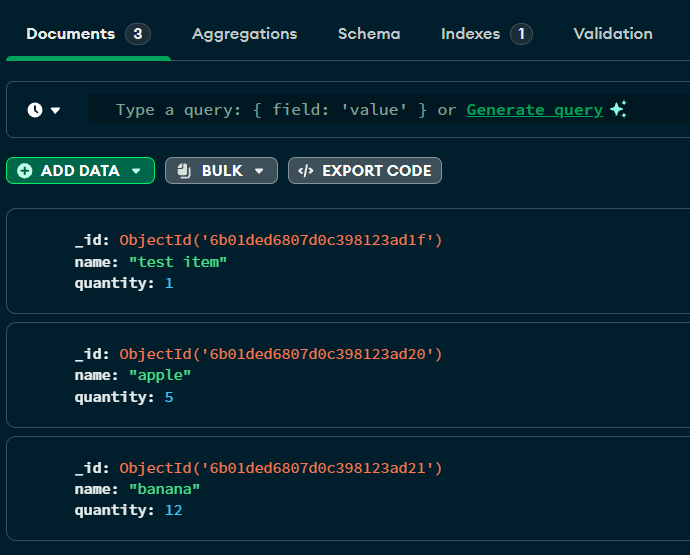 Documents 3 Aggregations Schema Indexes 1 Validation
Type a query: { field: 'value' } or Generate query
ADD DATA BULK EXPORT CODE
_id: ObjectId('6b01ded6807d0c398123ad1f')
name: "test item"
quantity: 1
_id: ObjectId('6b01ded6807d0c398123ad20')
name: "apple"
quantity: 5
_id: ObjectId('6b01ded6807d0c398123ad21')
name: "banana"
quantity: 12